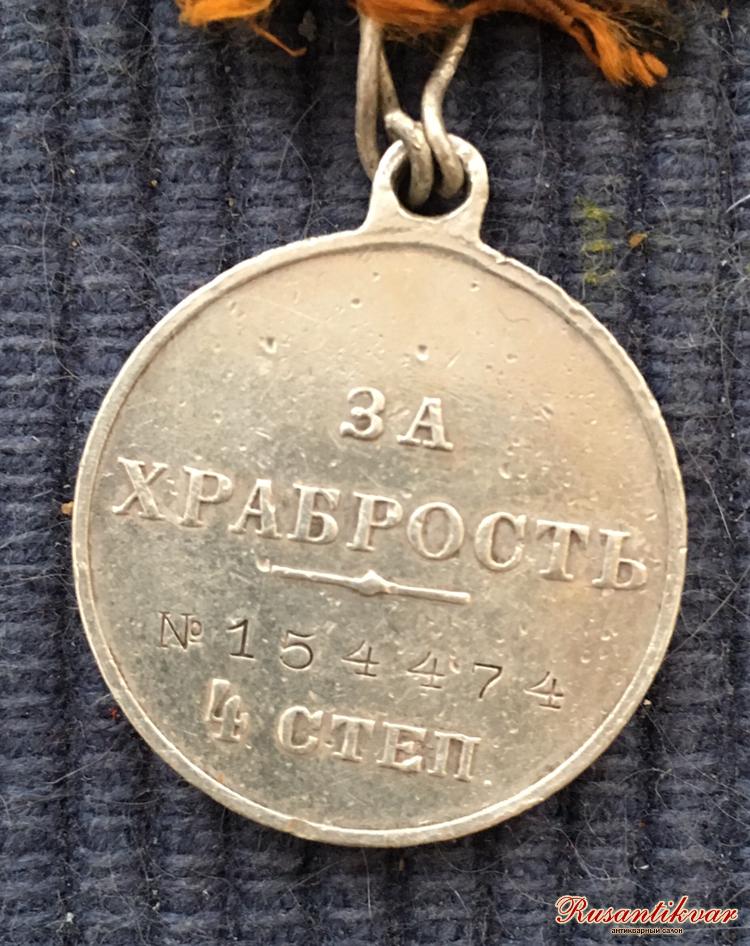 ЗА
ХРАБРОСТЬ
№ 154474
4 СТЕП
Rusantikvar
антикварный салон